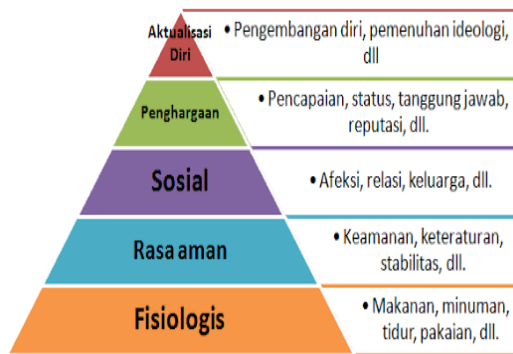 Aktualisasi
Diri
• Pengembangan diri, pemenuhan ideologi,
dll
Penghargaan
• Pencapaian, status, tanggung jawab,
reputasi, dll.
Sosial
• Afeksi, relasi, keluarga, dll.
Rasa aman
• Keamanan, keteraturan,
stabilitas, dll.
Fisiologis
• Makanan, minuman,
tidur, pakaian, dll.